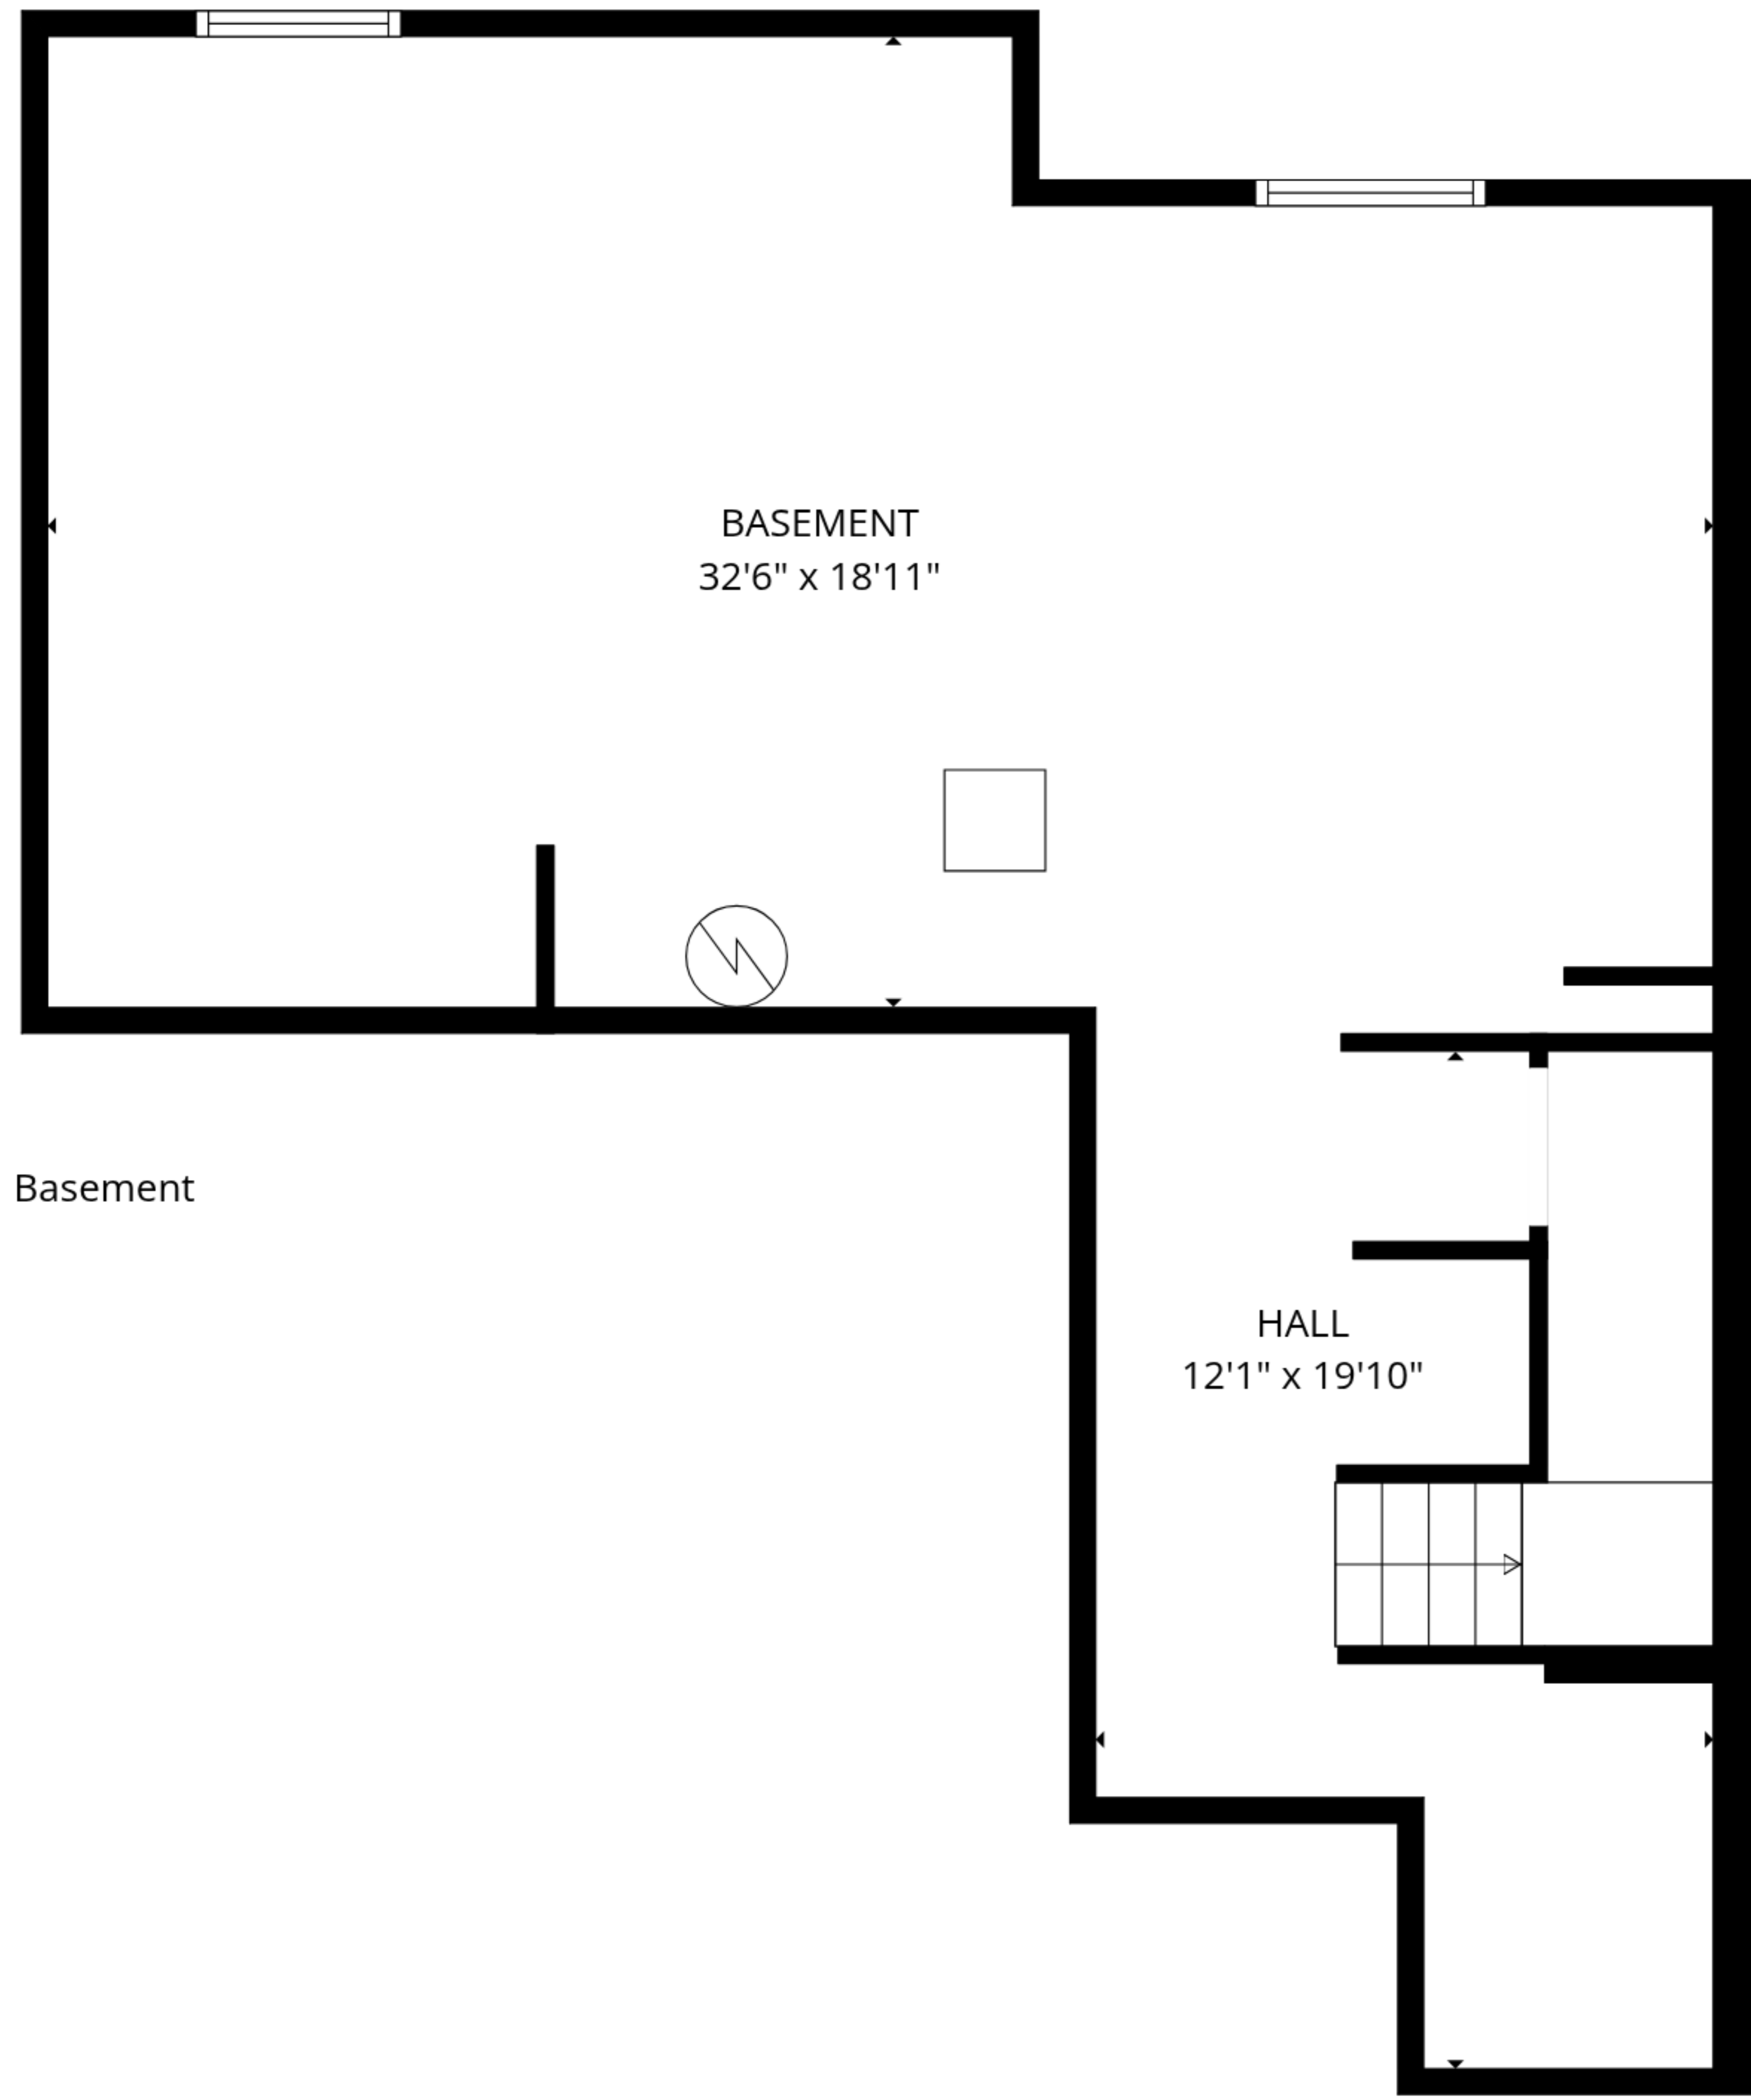 BASEMENT
32'6" x 18'11"
Basement
HALL
12'1" x 19'10"